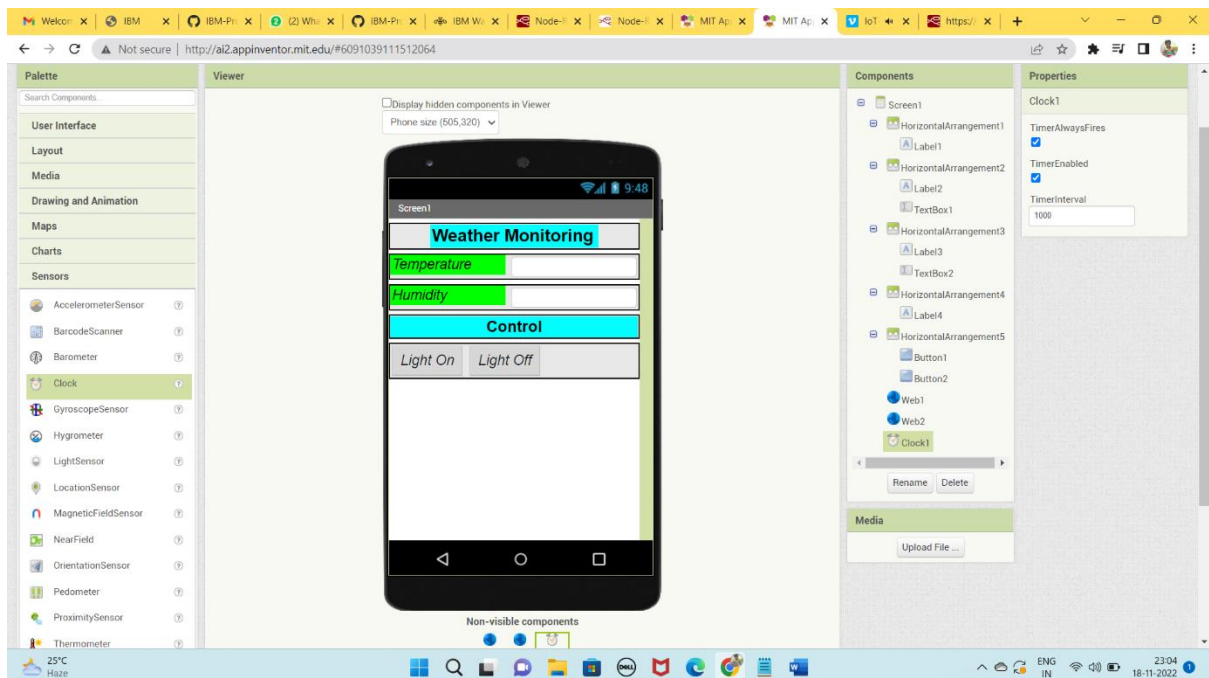 Welcom
IBM
IBM-Pr
(2) Wha
IBM-Pr
IBM Wa
Node-R
Node-R
MIT Ap
MIT Ap
IoT
https:/
Not secure | http://ai2.appinventor.mit.edu/#6091039111512064
Palette
Search Components...
User Interface
Layout
Media
Drawing and Animation
Maps
Charts
Sensors
AccelerometerSensor
BarcodeScanner
Barometer
Clock
GyroscopeSensor
Hygrometer
LightSensor
LocationSensor
MagneticFieldSensor
NearField
OrientationSensor
Pedometer
ProximitySensor
Thermometer
Viewer
Display hidden components in Viewer
Phone size (505,320)
9:48
Screen1
Weather Monitoring
Temperature
Humidity
Control
Light On Light Off
Non-visible components
Components
Screen1
HorizontalArrangement1
Label1
HorizontalArrangement2
Label2
TextBox1
HorizontalArrangement3
Label3
TextBox2
HorizontalArrangement4
Label4
HorizontalArrangement5
Button1
Button2
Web1
Web2
Clock1
Rename Delete
Media
Upload File ...
Properties
Clock1
TimerAlwaysFires
TimerEnabled
TimerInterval
1000
25°C
Haze
DELL
ENG
IN
23:04
18-11-2022
1